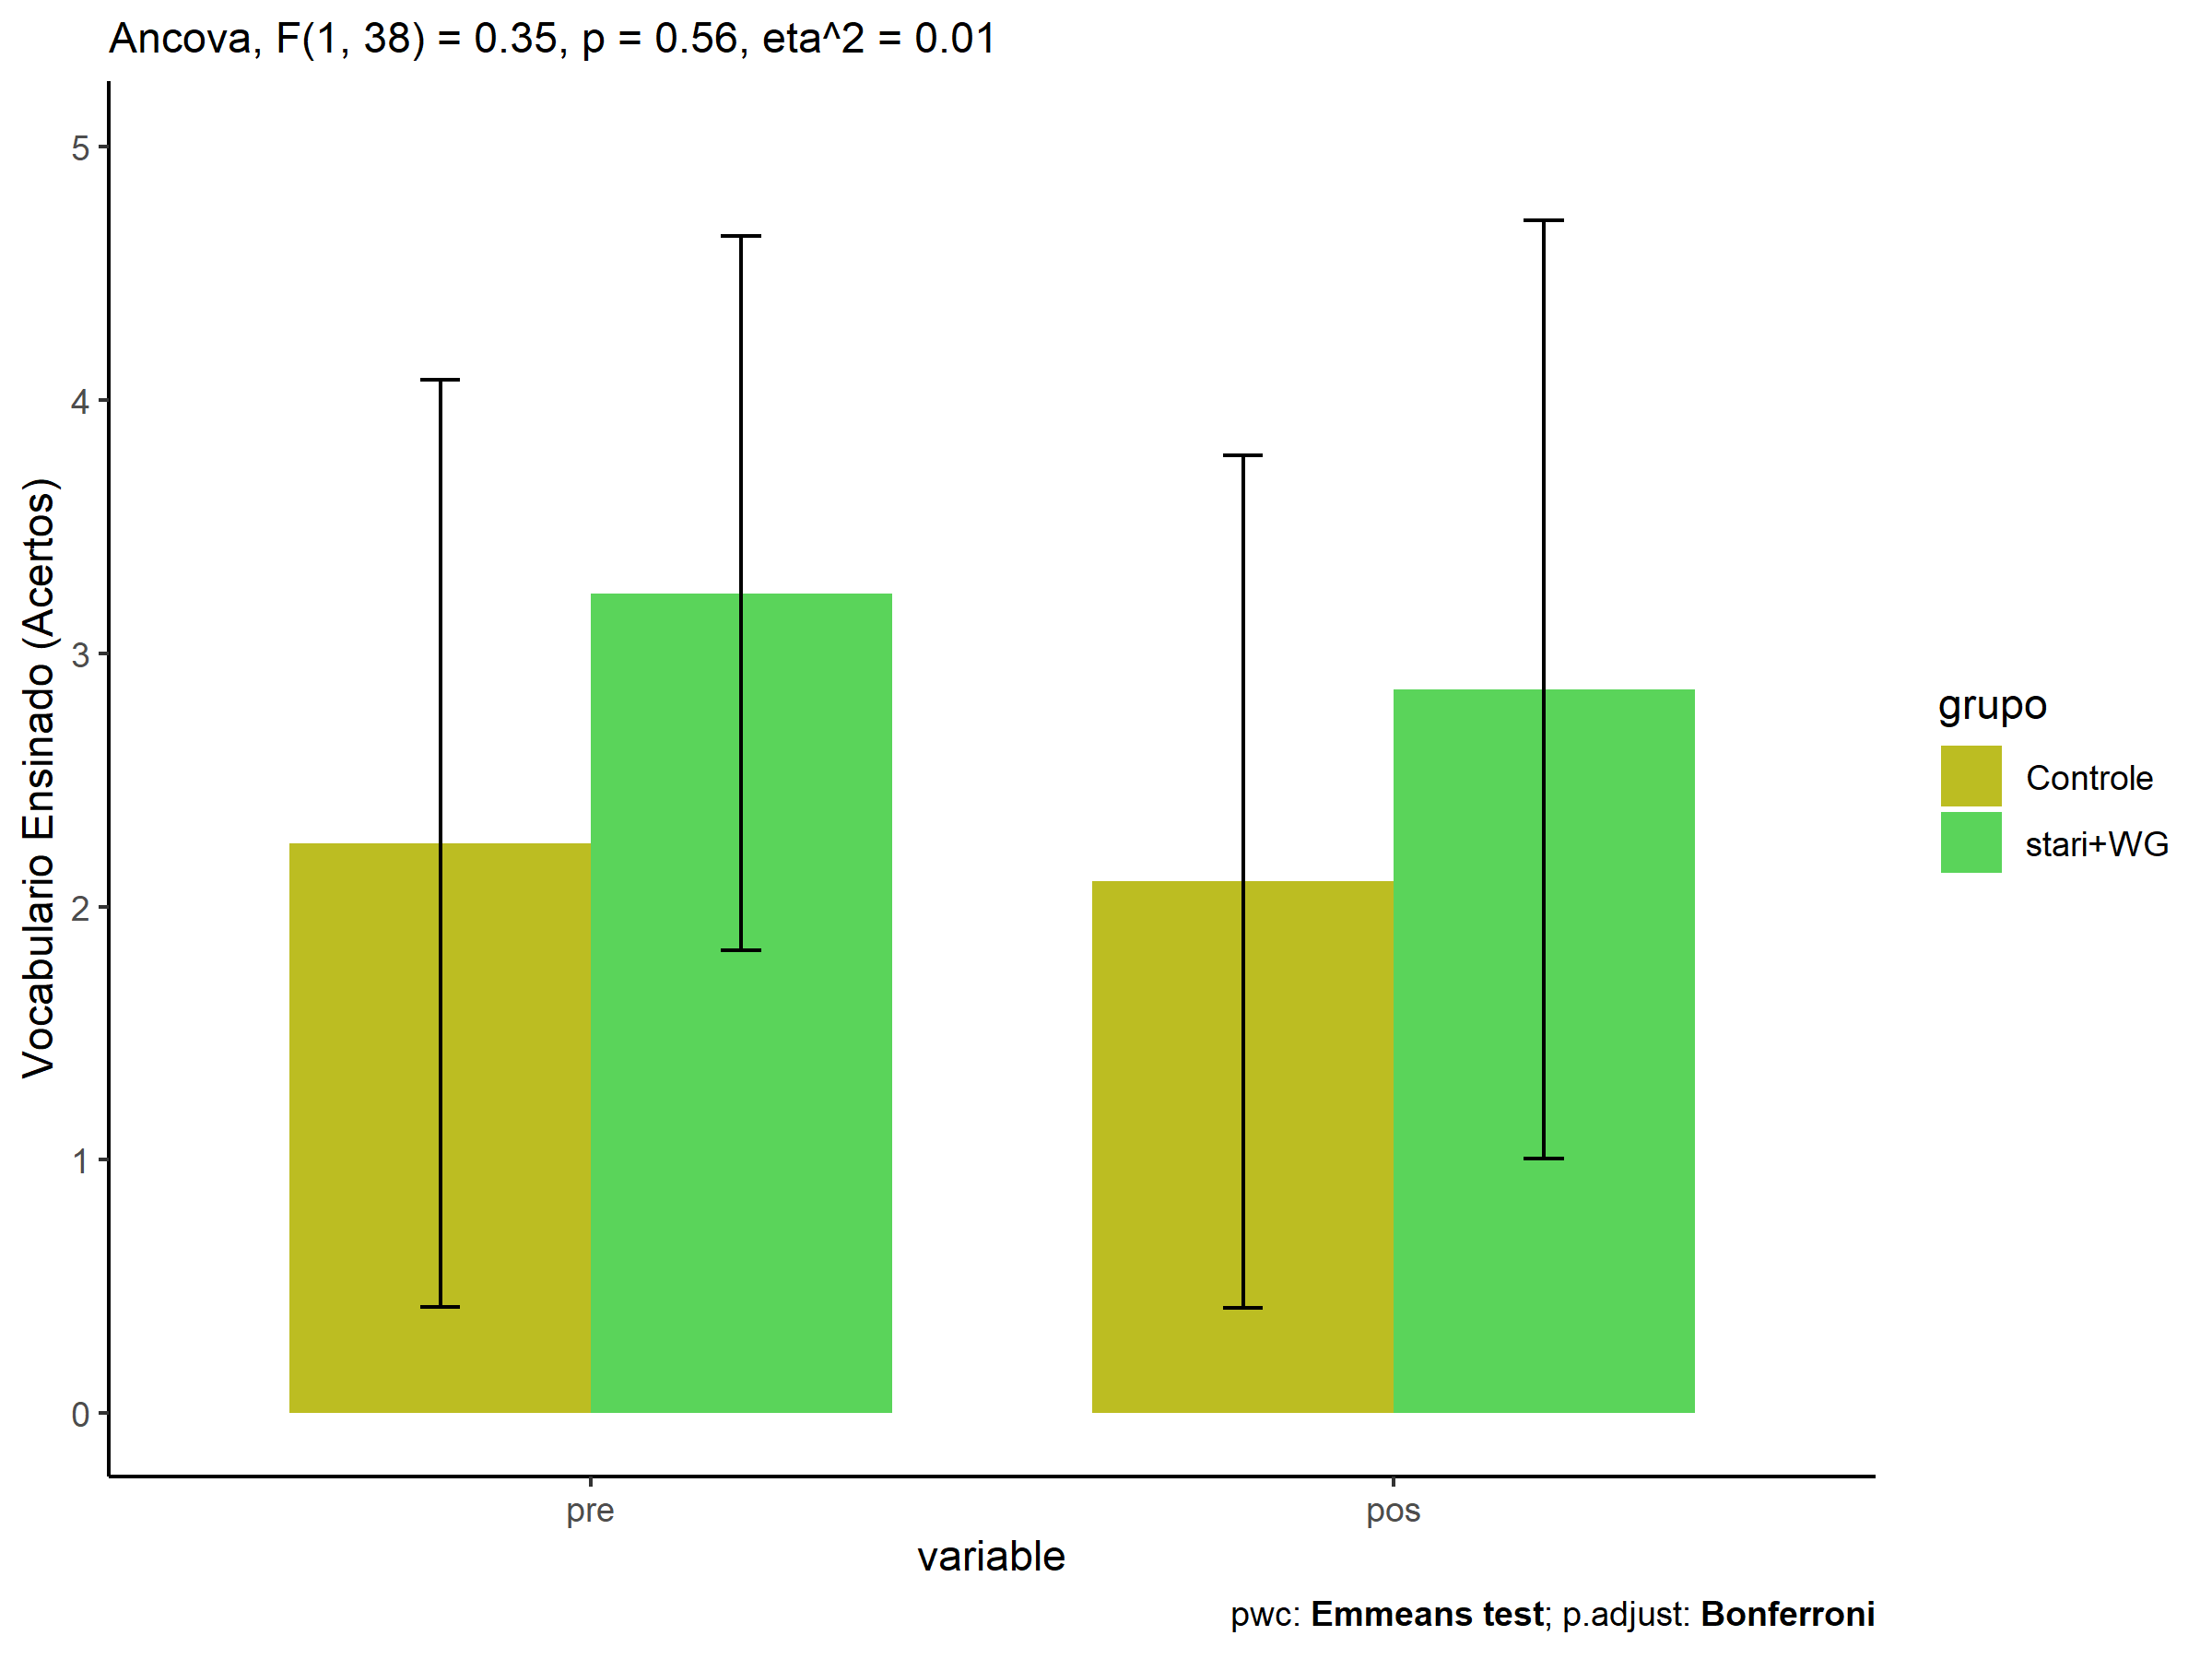 Ancova, F(1, 38) = 0.35, p = 0.56, eta^2 = 0.01
Vocabulario Ensinado (Acertos)
5
4
3
2
1
0
pre
pos
variable
grupo
Controle
stari+WG
pwc: Emmeans test; p.adjust: Bonferroni